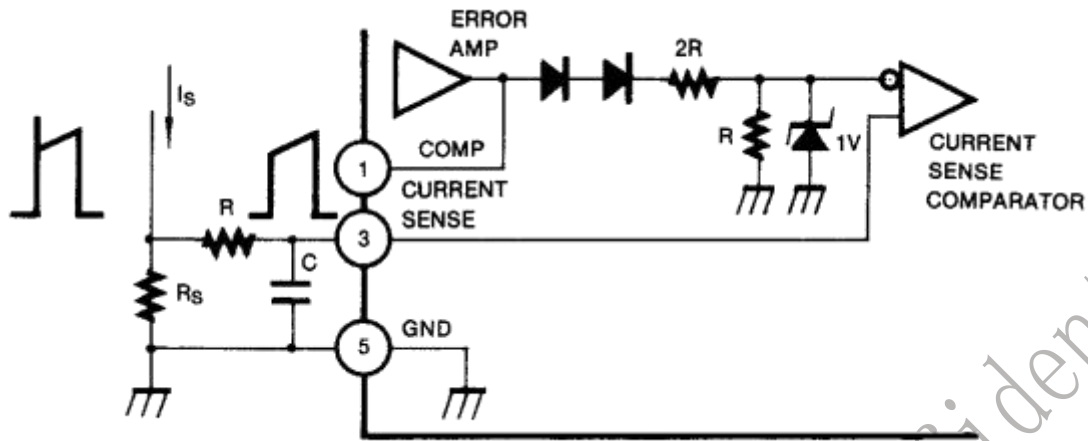 ERROR
AMP
2R
IS
R
1V
COMP
1
CURRENT
SENSE
CURRENT
SENSE
COMPARATOR
R
3
C
RS
GND
5